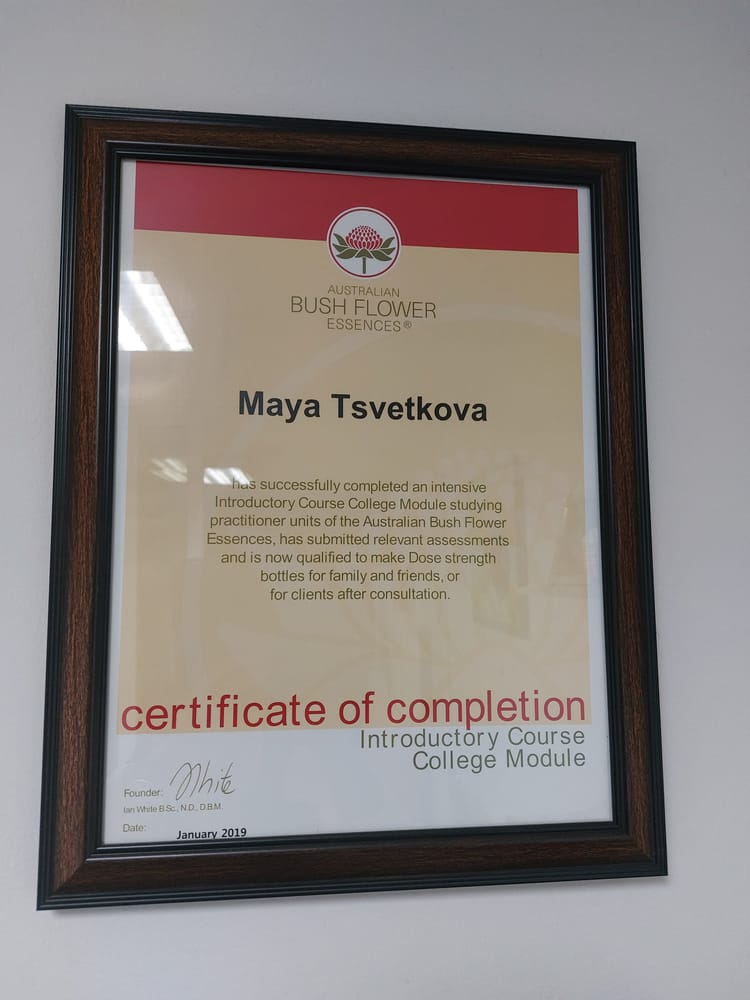 AUSTRALIAN
BUSH FLOWER
ESSENCES®
Maya Tsvetkova
has successfully completed an intensive
Introductory Course College Module studying
practitioner units of the Australian Bush Flower
Essences, has submitted relevant assessments
and is now qualified to make Dose strength
bottles for family and friends, or
for clients after consultation.
certificate of completion
Introductory Course
College Module
Founder: White
Ian White B.Sc., N.D., D.B.M.
Date: January 2019